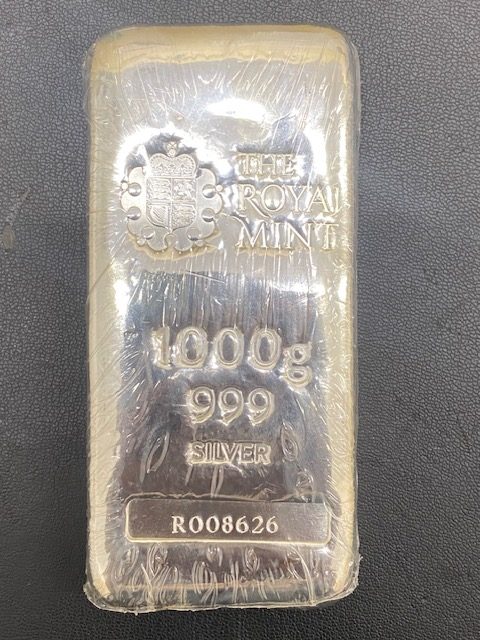 THE
ROYAL
MINT
1000g
999
SILVER
R008626